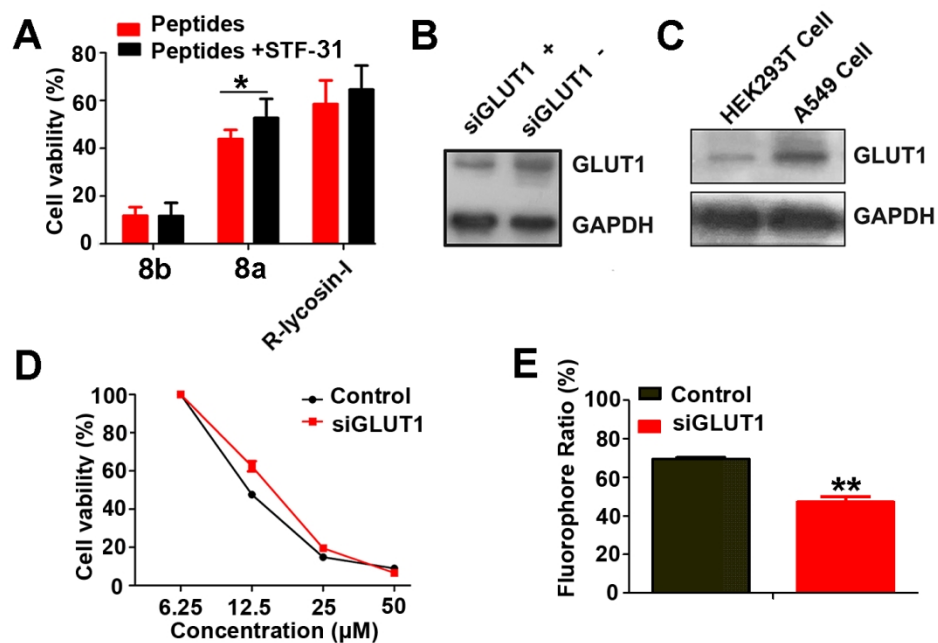 A
Peptides
Peptides +STF-31
*
Cell viability (%)
80
60
40
20
0
8b
8a
R-lycosin-I
B
siGLUT1 +
siGLUT1 -
GLUT1
GAPDH
C
HEK293T Cell
A549 Cell
GLUT1
GAPDH
D
Control
siGLUT1
Cell viability (%)
100
80
60
40
20
0
6.25
12.5
25
50
Concentration (µM)
E
Control
siGLUT1
**
Fluorophore Ratio (%)
100
80
60
40
20
0